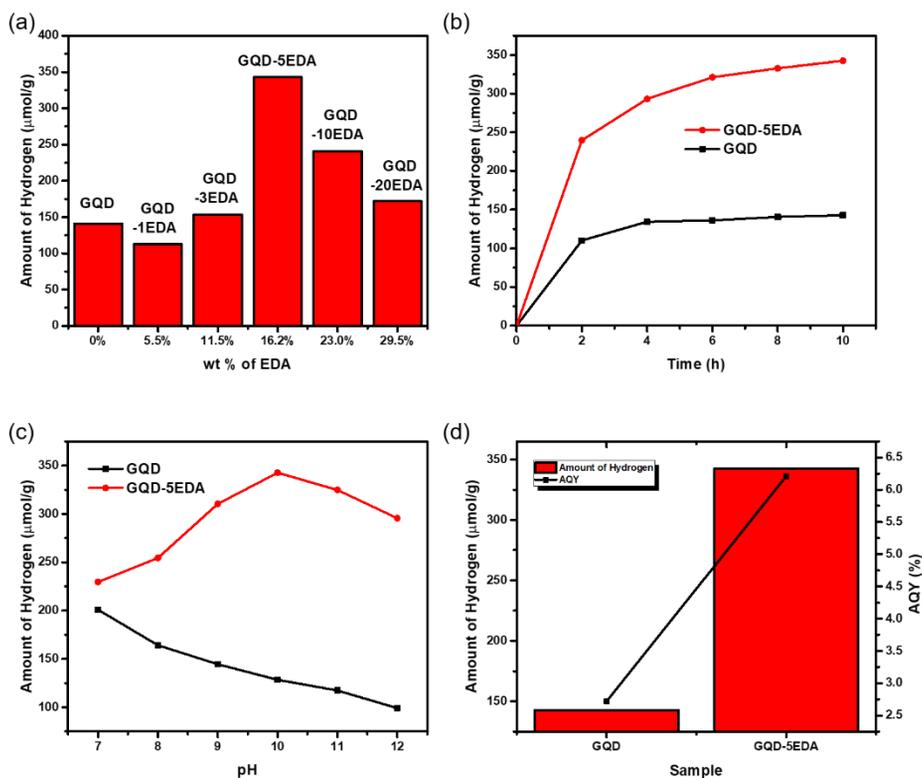 (a)
Amount of Hydrogen (μmol/g)
400
350
300
250
200
150
100
50
0
GQD
GQD
-1EDA
GQD
-3EDA
GQD-5EDA
GQD
-10EDA
GQD
-20EDA
0% 5.5% 11.5% 16.2% 23.0% 29.5%
wt % of EDA
(b)
Amount of Hydrogen (μmol/g)
350
300
250
200
150
100
50
0
GQD-5EDA
GQD
0 2 4 6 8 10
Time (h)
(c)
Amount of Hydrogen (μmol/g)
350
300
250
200
150
100
GQD
GQD-5EDA
7 8 9 10 11 12
pH
(d)
Amount of Hydrogen (μmol/g)
350
300
250
200
150
Amount of Hydrogen
AQY
6.5
6.0
5.5
5.0
4.5
4.0
3.5
3.0
2.5
AQY (%)
GQD GQD-5EDA
Sample